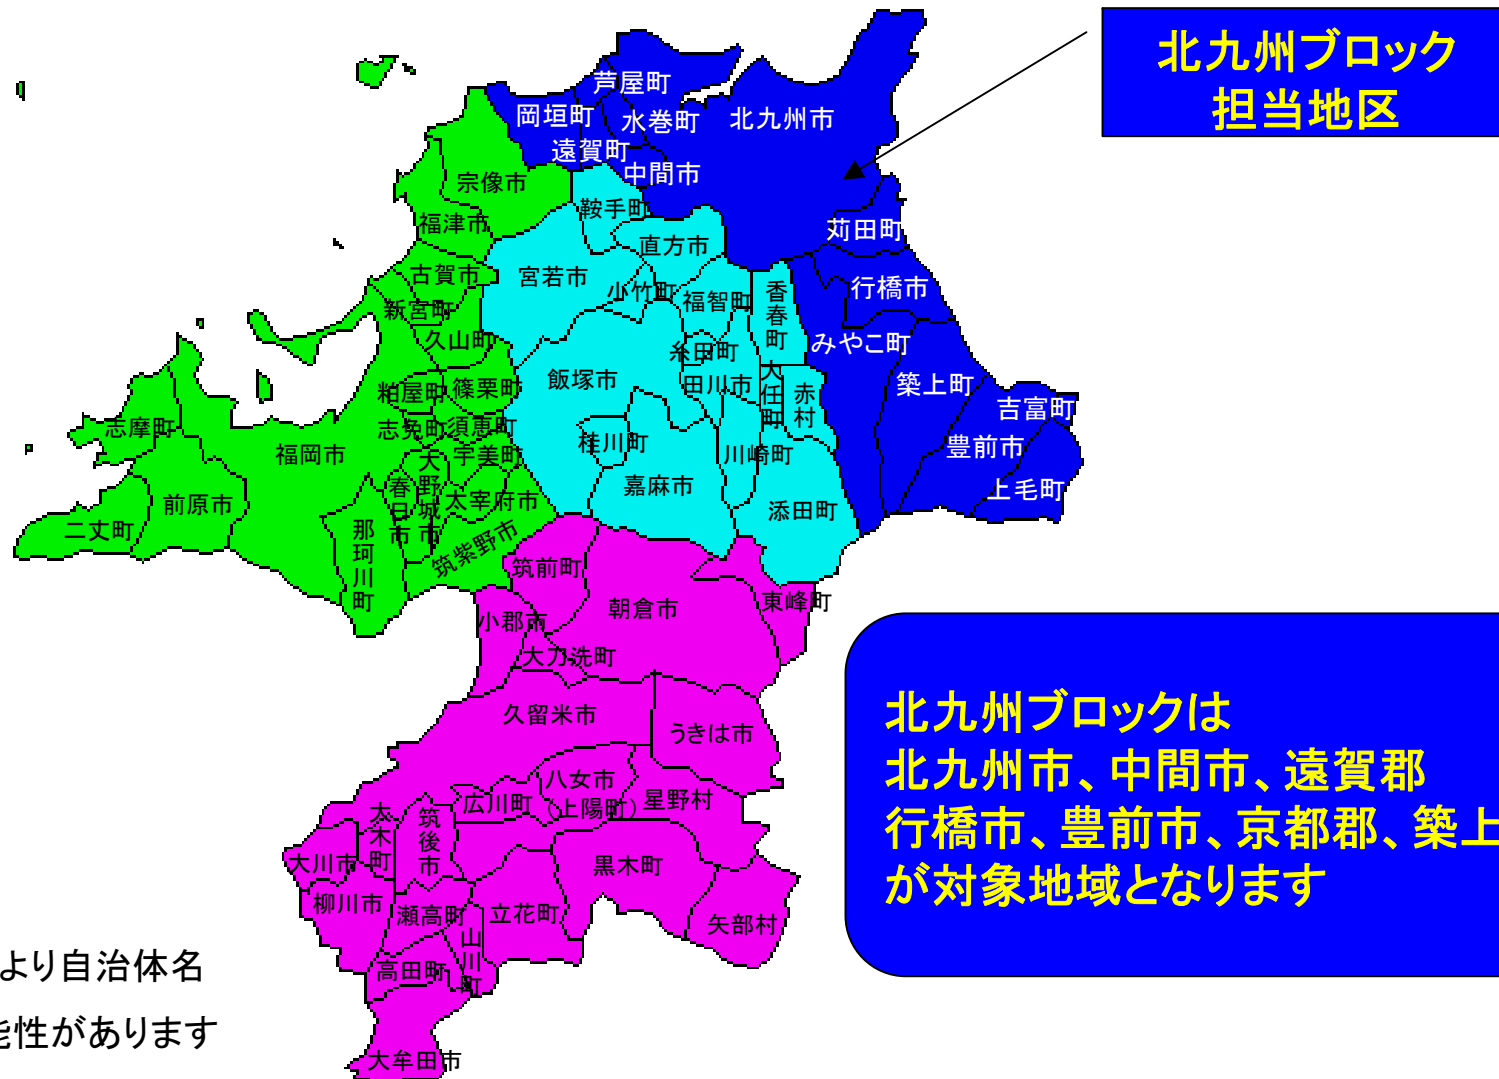 北九州ブロック
担当地区
芦屋町
岡垣町
水巻町
北九州市
遠賀町
中間市
宗像市
鞍手町
福津市
苅田町
直方市
古賀市
宮若市
小竹町
福智町
香春町
行橋市
新宮町
久山町
みやこ町
糸田町
粕屋町
篠栗町
飯塚市
田川市
大任町
赤村
築上町
吉富町
志摩町
志免町
須恵町
福岡市
桂川町
川崎町
豊前市
宇美町
大野城市
春日市
太宰府市
嘉麻市
上毛町
前原市
添田町
二丈町
那珂川町
筑紫野市
筑前町
朝倉市
東峰町
小郡市
大刀洗町
久留米市
うきは市
八女市
(上陽町)
広川町
星野村
大木町
筑後市
大川市
黒木町
柳川市
瀬高町
立花町
矢部村
山川町
高田町
大牟田市
北九州ブロックは
北九州市、中間市、遠賀郡
行橋市、豊前市、京都郡、築上
が対象地域となります
より自治体名
能性があります